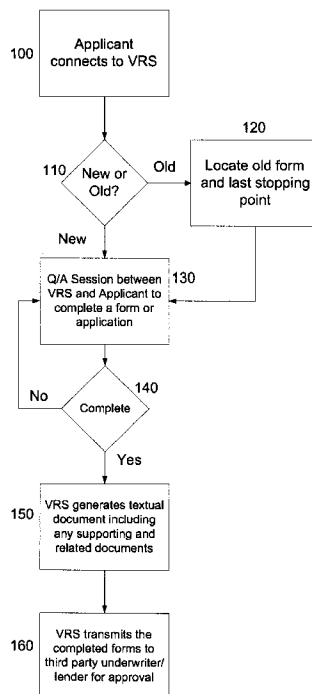 100
Applicant
connects to VRS
120
110
New or
Old?
Old
Locate old form
and last stopping
point
New
130
Q/A Session between
VRS and Applicant to
complete a form or
application
140
No
Complete
Yes
150
VRS generates textual
document including
any supporting and
related documents
160
VRS transmits the
completed forms to
third party underwriter/
lender for approval